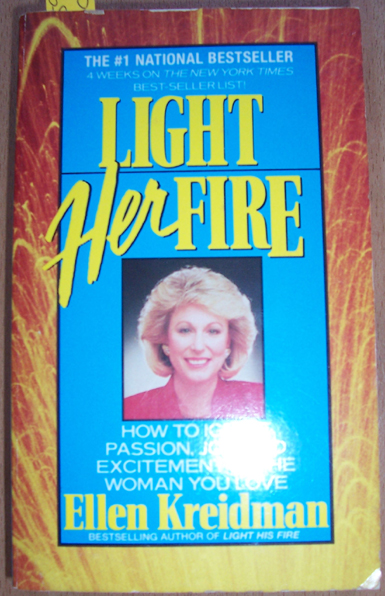 THE #1 NATIONAL BESTSELLER
4 WEEKS ON THE NEW YORK TIMES
BEST-SELLER LIST!
LIGHT
Her FIRE
HOW TO
PASSION,
EXCITEMENT
WOMAN YOU LOVE
Ellen Kreidman
BESTSELLING AUTHOR OF LIGHT HIS FIRE